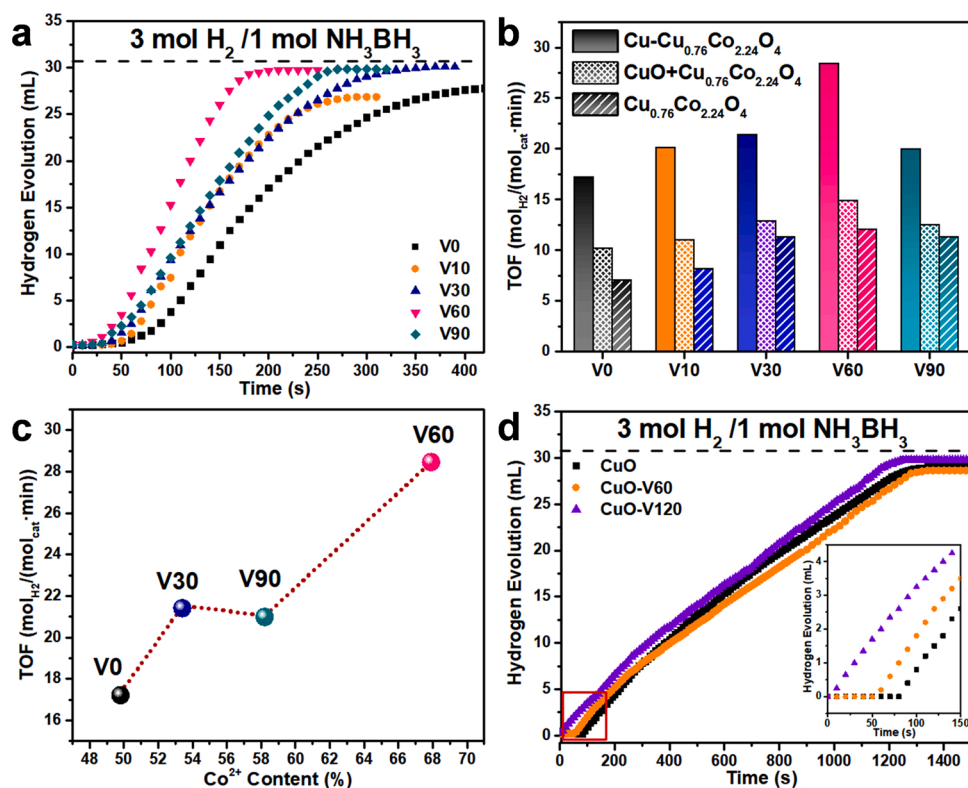 a
3 mol H₂ /1 mol NH₃BH₃
Hydrogen Evolution (mL)
35
30
25
20
15
10
5
0
V0
V10
V30
V60
V90
0 50 100 150 200 250 300 350 400
Time (s)
b
TOF (mol_H2/(mol_cat·min))
30
25
20
15
10
5
0
Cu-Cu₀.₇₆Co₂.₂₄O₄
CuO+Cu₀.₇₆Co₂.₂₄O₄
Cu₀.₇₆Co₂.₂₄O₄
V0 V10 V30 V60 V90
c
TOF (mol_H2/(mol_cat·min))
30
28
26
24
22
20
18
16
V60
V30
V90
V0
48 50 52 54 56 58 60 62 64 66 68 70
Co²⁺ Content (%)
d
3 mol H₂ /1 mol NH₃BH₃
Hydrogen Evolution (mL)
35
30
25
20
15
10
5
0
CuO
CuO-V60
CuO-V120
Hydrogen Evolution (mL)
4
3
2
1
0
0 50 100 150
Time (s)
0 200 400 600 800 1000 1200 1400
Time (s)